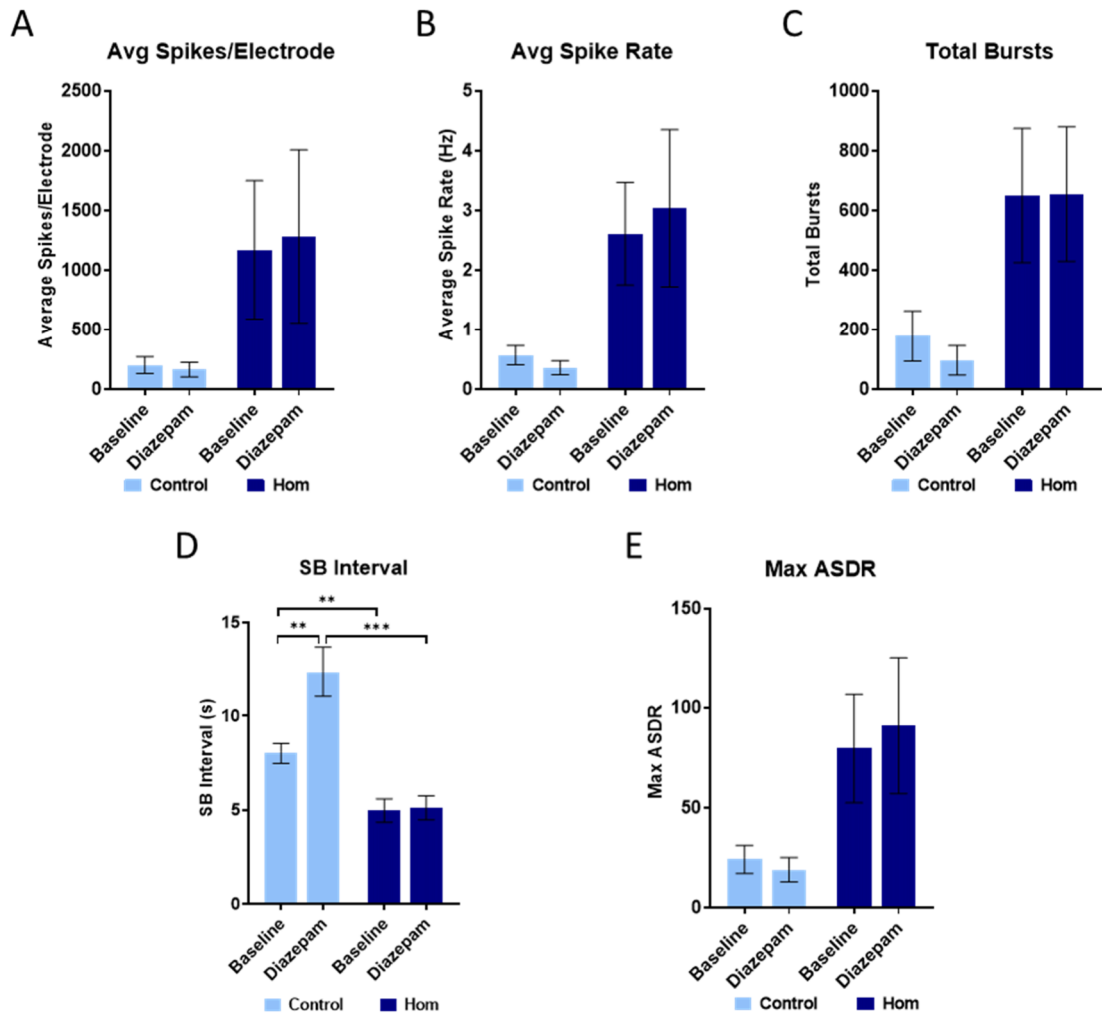 A
Avg Spikes/Electrode
Average Spikes/Electrode
2500
2000
1500
1000
500
0
Baseline
Diazepam
Baseline
Diazepam
Control
Hom
B
Avg Spike Rate
Average Spike Rate (Hz)
5
4
3
2
1
0
Baseline
Diazepam
Baseline
Diazepam
Control
Hom
C
Total Bursts
Total Bursts
1000
800
600
400
200
0
Baseline
Diazepam
Baseline
Diazepam
Control
Hom
D
SB Interval
SB Interval (s)
15
10
5
0
**
**
***
Baseline
Diazepam
Baseline
Diazepam
Control
Hom
E
Max ASDR
Max ASDR
150
100
50
0
Baseline
Diazepam
Baseline
Diazepam
Control
Hom